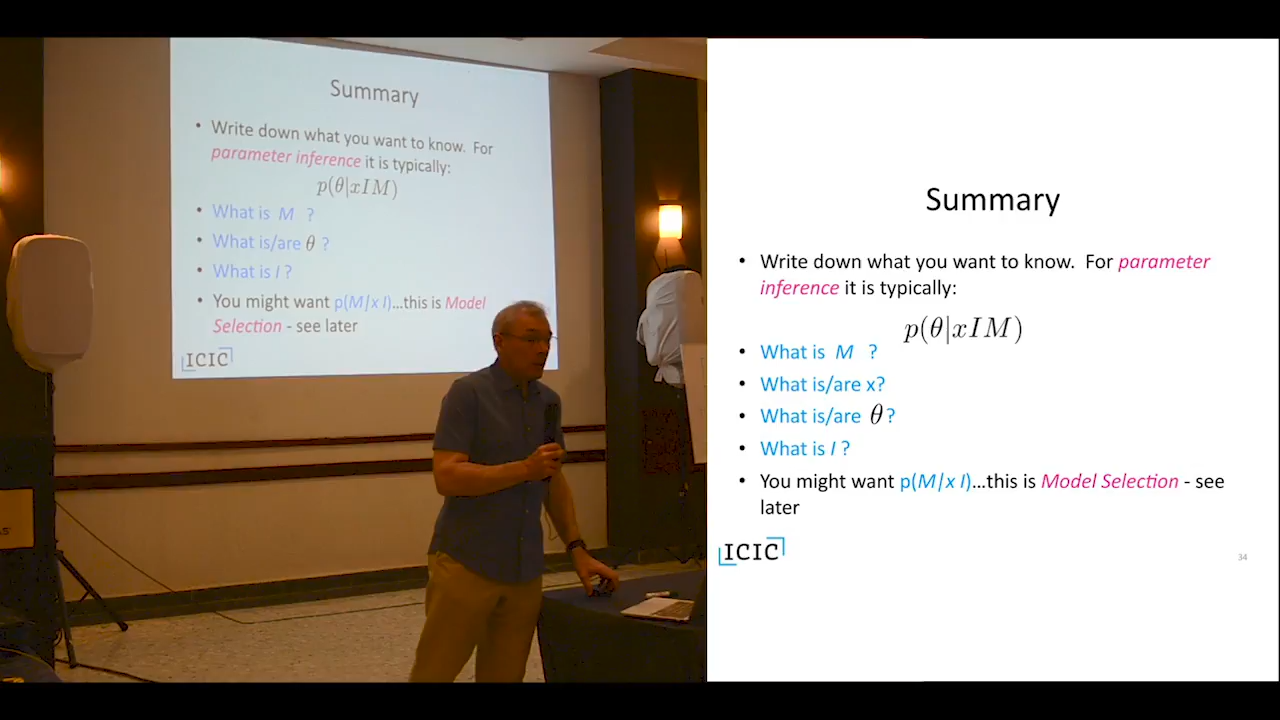 Summary
• Write down what you want to know. For
parameter inference it is typically:
p(θ|xIM)
• What is M ?
• What is/are θ ?
• What is I ?
• You might want p(M/x I)...this is Model
Selection - see later
ICIC
Summary
• Write down what you want to know. For parameter
inference it is typically:
p(θ|xIM)
• What is M ?
• What is/are x?
• What is/are θ?
• What is I ?
• You might want p(M/x I)...this is Model Selection - see
later
ICIC
34